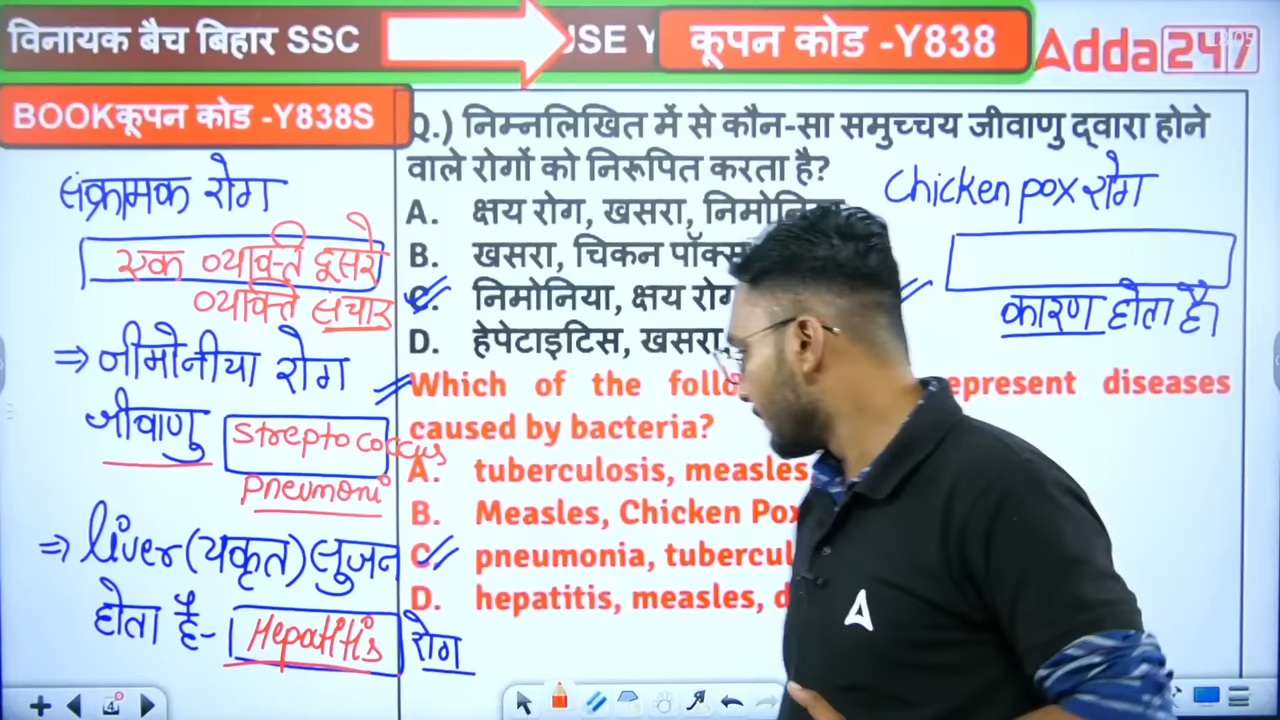 विनायक बैच बिहार SSC
USE Y
कूपन कोड -Y838
Adda247
BOOKकूपन कोड -Y838S
Q.) निम्नलिखित में से कौन-सा समुच्चय जीवाणु द्वारा होने
वाले रोगों को निरूपित करता है?
A. क्षय रोग, खसरा,
B. खसरा, चिकन पॉक्स
C. निमोनिया, क्षय रोग
D. हेपेटाइटिस, खसरा,
Which of the represent diseases
caused by bacteria?
A. tuberculosis, measles
B. Measles, Chicken Pox
C. pneumonia,
D. hepatitis, measles,
संक्रामक रोग
एक व्यक्ति दूसरे
व्यक्ति संचार
⇒ नीमोनीया रोग
जीवाणु streptococcus
Pneumoni
⇒ liver (यकृत) सुजन
होता है- Hepatitis रोग
Chicken pox रोग
कारण होता है